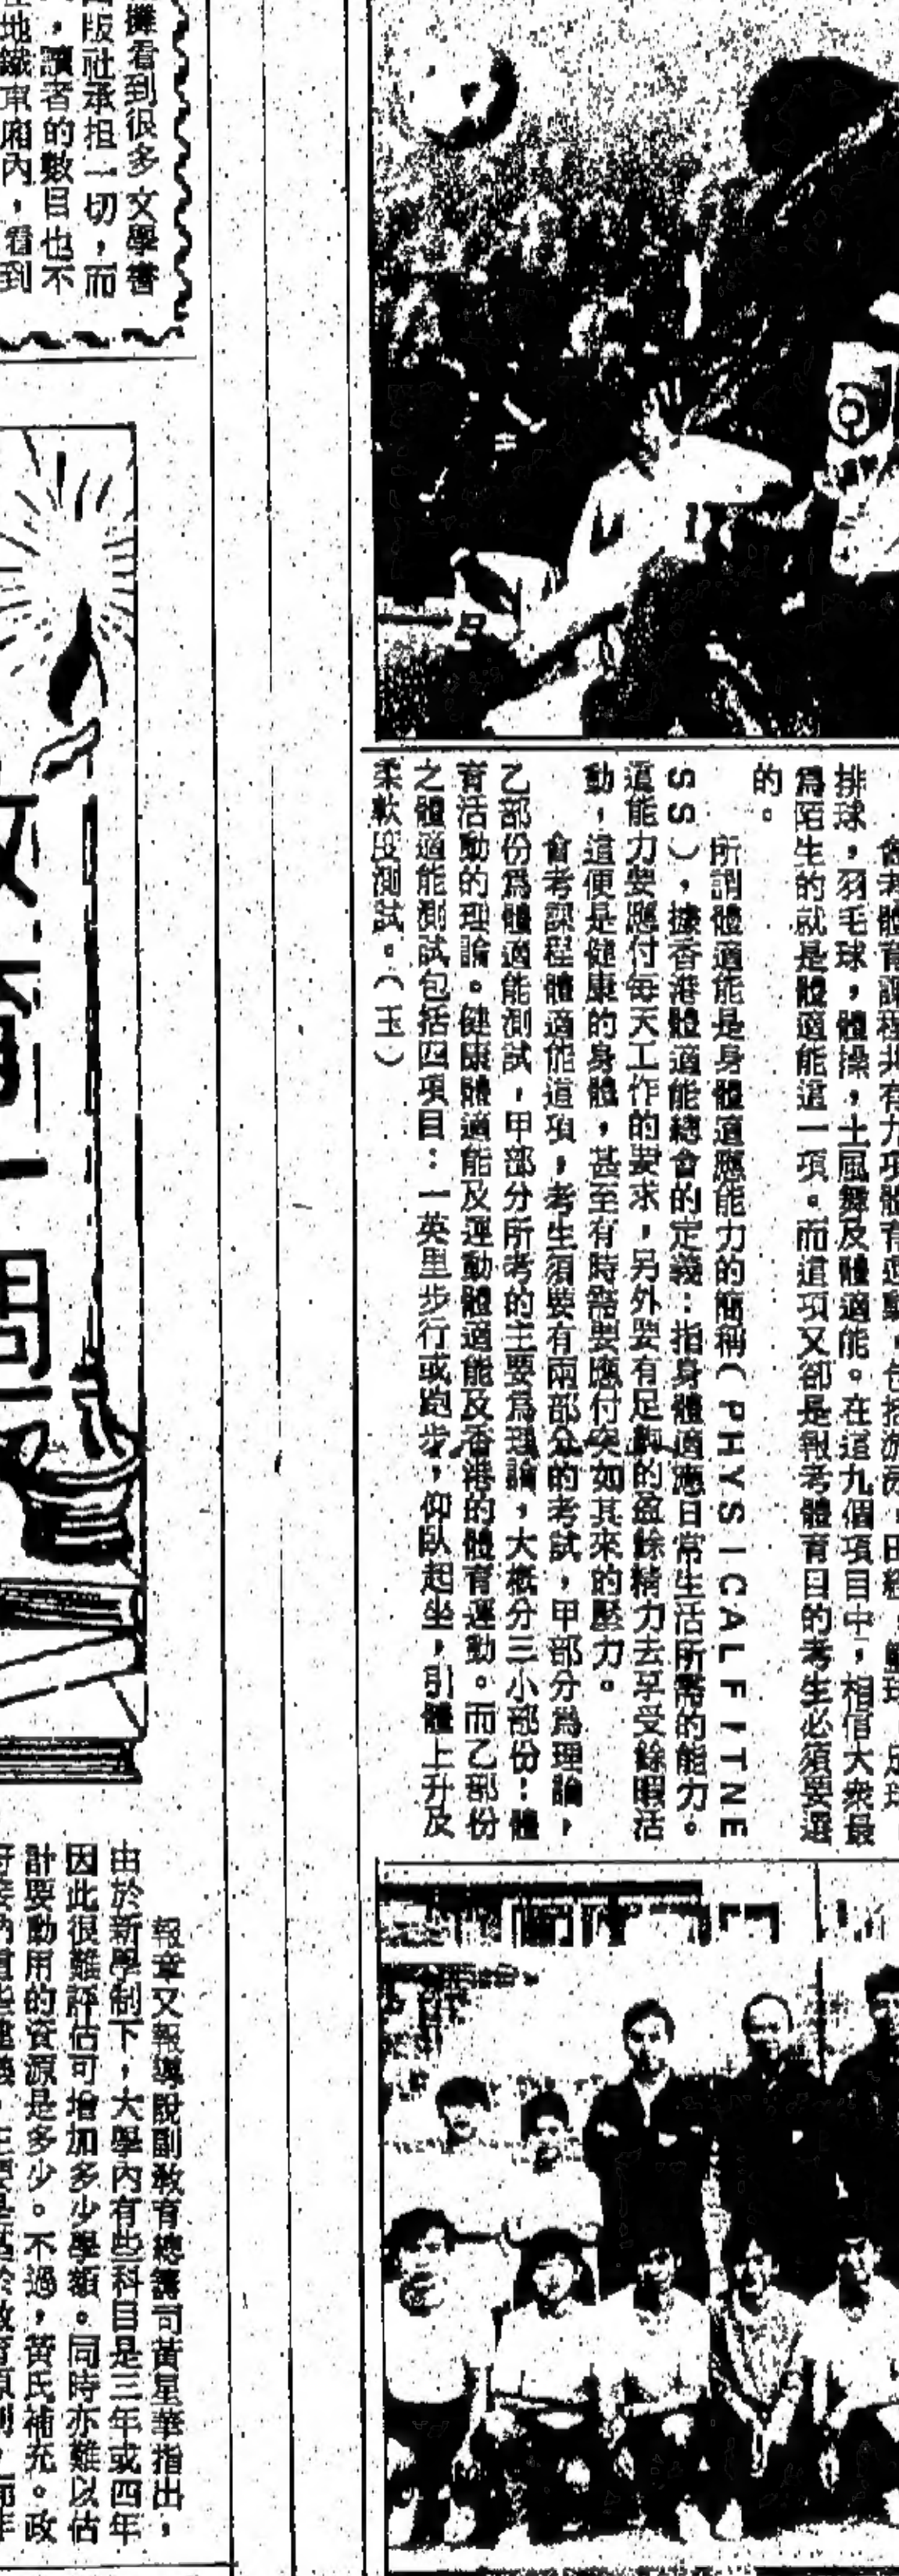 會考體育課程共有九項體育運動，包括游泳，田徑，籃球，足球，
排球，羽毛球，體操，土風舞及體適能。在這九個項目中，相信大衆最
爲陌生的就是體適能這一項。而這項又卻是報考體育目的考生必須要選
的。
所謂體適能是身體適應能力的簡稱（PHYSICALFITNE
SS），據香港體適能總會的定義：指身體適應日常生活所需的能力。
這能力要應付每天工作的要求，另外要有足夠的盈餘精力去享受餘暇活
動，這便是健康的身體，甚至有時需要應付突如其來的壓力。
會考課程體適能這項，考生須要有兩部分的考試，甲部分爲理論，
乙部份爲體適能測試，甲部分所考的主要爲理論，大概分三小部份：體
育活動的理論。健康體適能及運動體適能及香港的體育運動。而乙部份
之體適能測試包括四項目：一英里步行或跑步，仰臥起坐，引體上升及
柔軟度測試。（玉）
攤看到很多文學書
版社承担一切，而
，讀者的數目也不
地鐵車廂內，看到
一周
報章又報導說副教育總籌司黃星華指出，
由於新學制下，大學內有些科目是三年或四年
因此很難評估可增加多少學額。同時亦難以估
計要動用的資源是多少。不過，黃氏補充。政